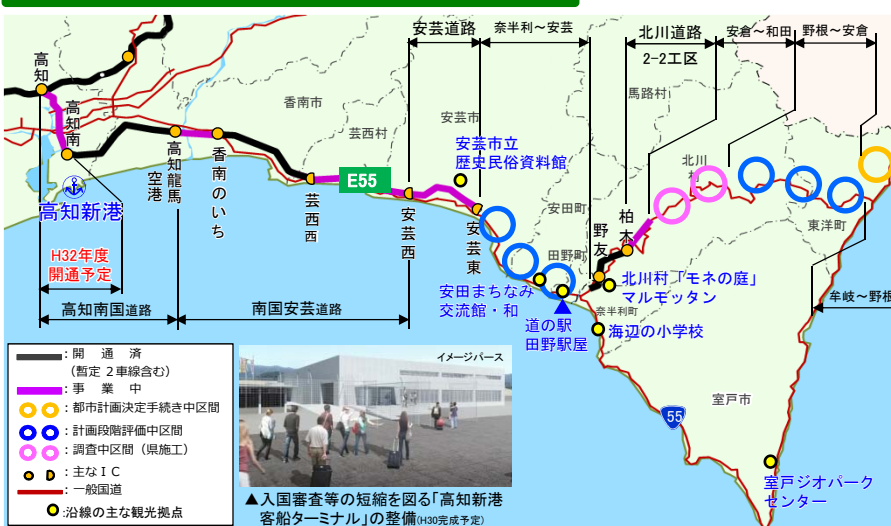 安芸道路
奈半利～安芸
北川道路
2-2工区
安倉～和田
野根～安倉
高知
高知南
香南市
芸西村
安芸市
馬路村
安芸市立
歴史民俗資料館
北川村
高知新港
高知龍馬空港
香南のいち
芸西西
E55
安芸西
安芸東
安田町
田野町
野友
柏木
東洋町
H32年度
開通予定
高知南国道路
南国安芸道路
安田まちなみ
交流館・和
道の駅
田野駅屋
奈半利町
北川村「モネの庭」
マルモッタン
海辺の小学校
牟岐～野根
室戸市
55
室戸ジオパーク
センター
:開通済
(暫定2車線含む)
:事業中
:都市計画決定手続き中区間
:計画段階評価中区間
:調査中区間（県施工）
:主なIC
:一般国道
:沿線の主な観光拠点
イメージパース
▲入国審査等の短縮を図る「高知新港
客船ターミナル」の整備(H30完成予定)